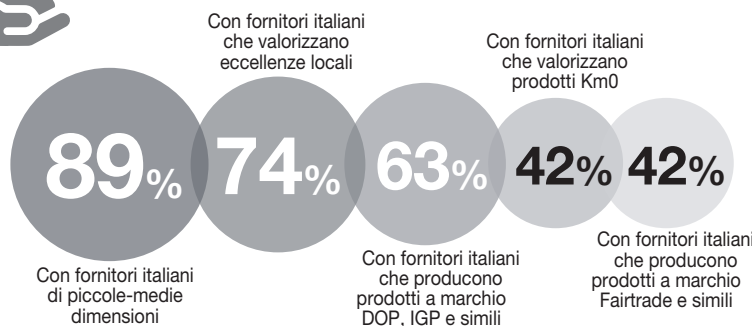 Con fornitori italiani
che valorizzano
eccellenze locali
Con fornitori italiani
che valorizzano
prodotti Km0
89%
74%
63%
42%
42%
Con fornitori italiani
di piccole-medie
dimensioni
Con fornitori italiani
che producono
prodotti a marchio
DOP, IGP e simili
Con fornitori italiani
che producono
prodotti a marchio
Fairtrade e simili